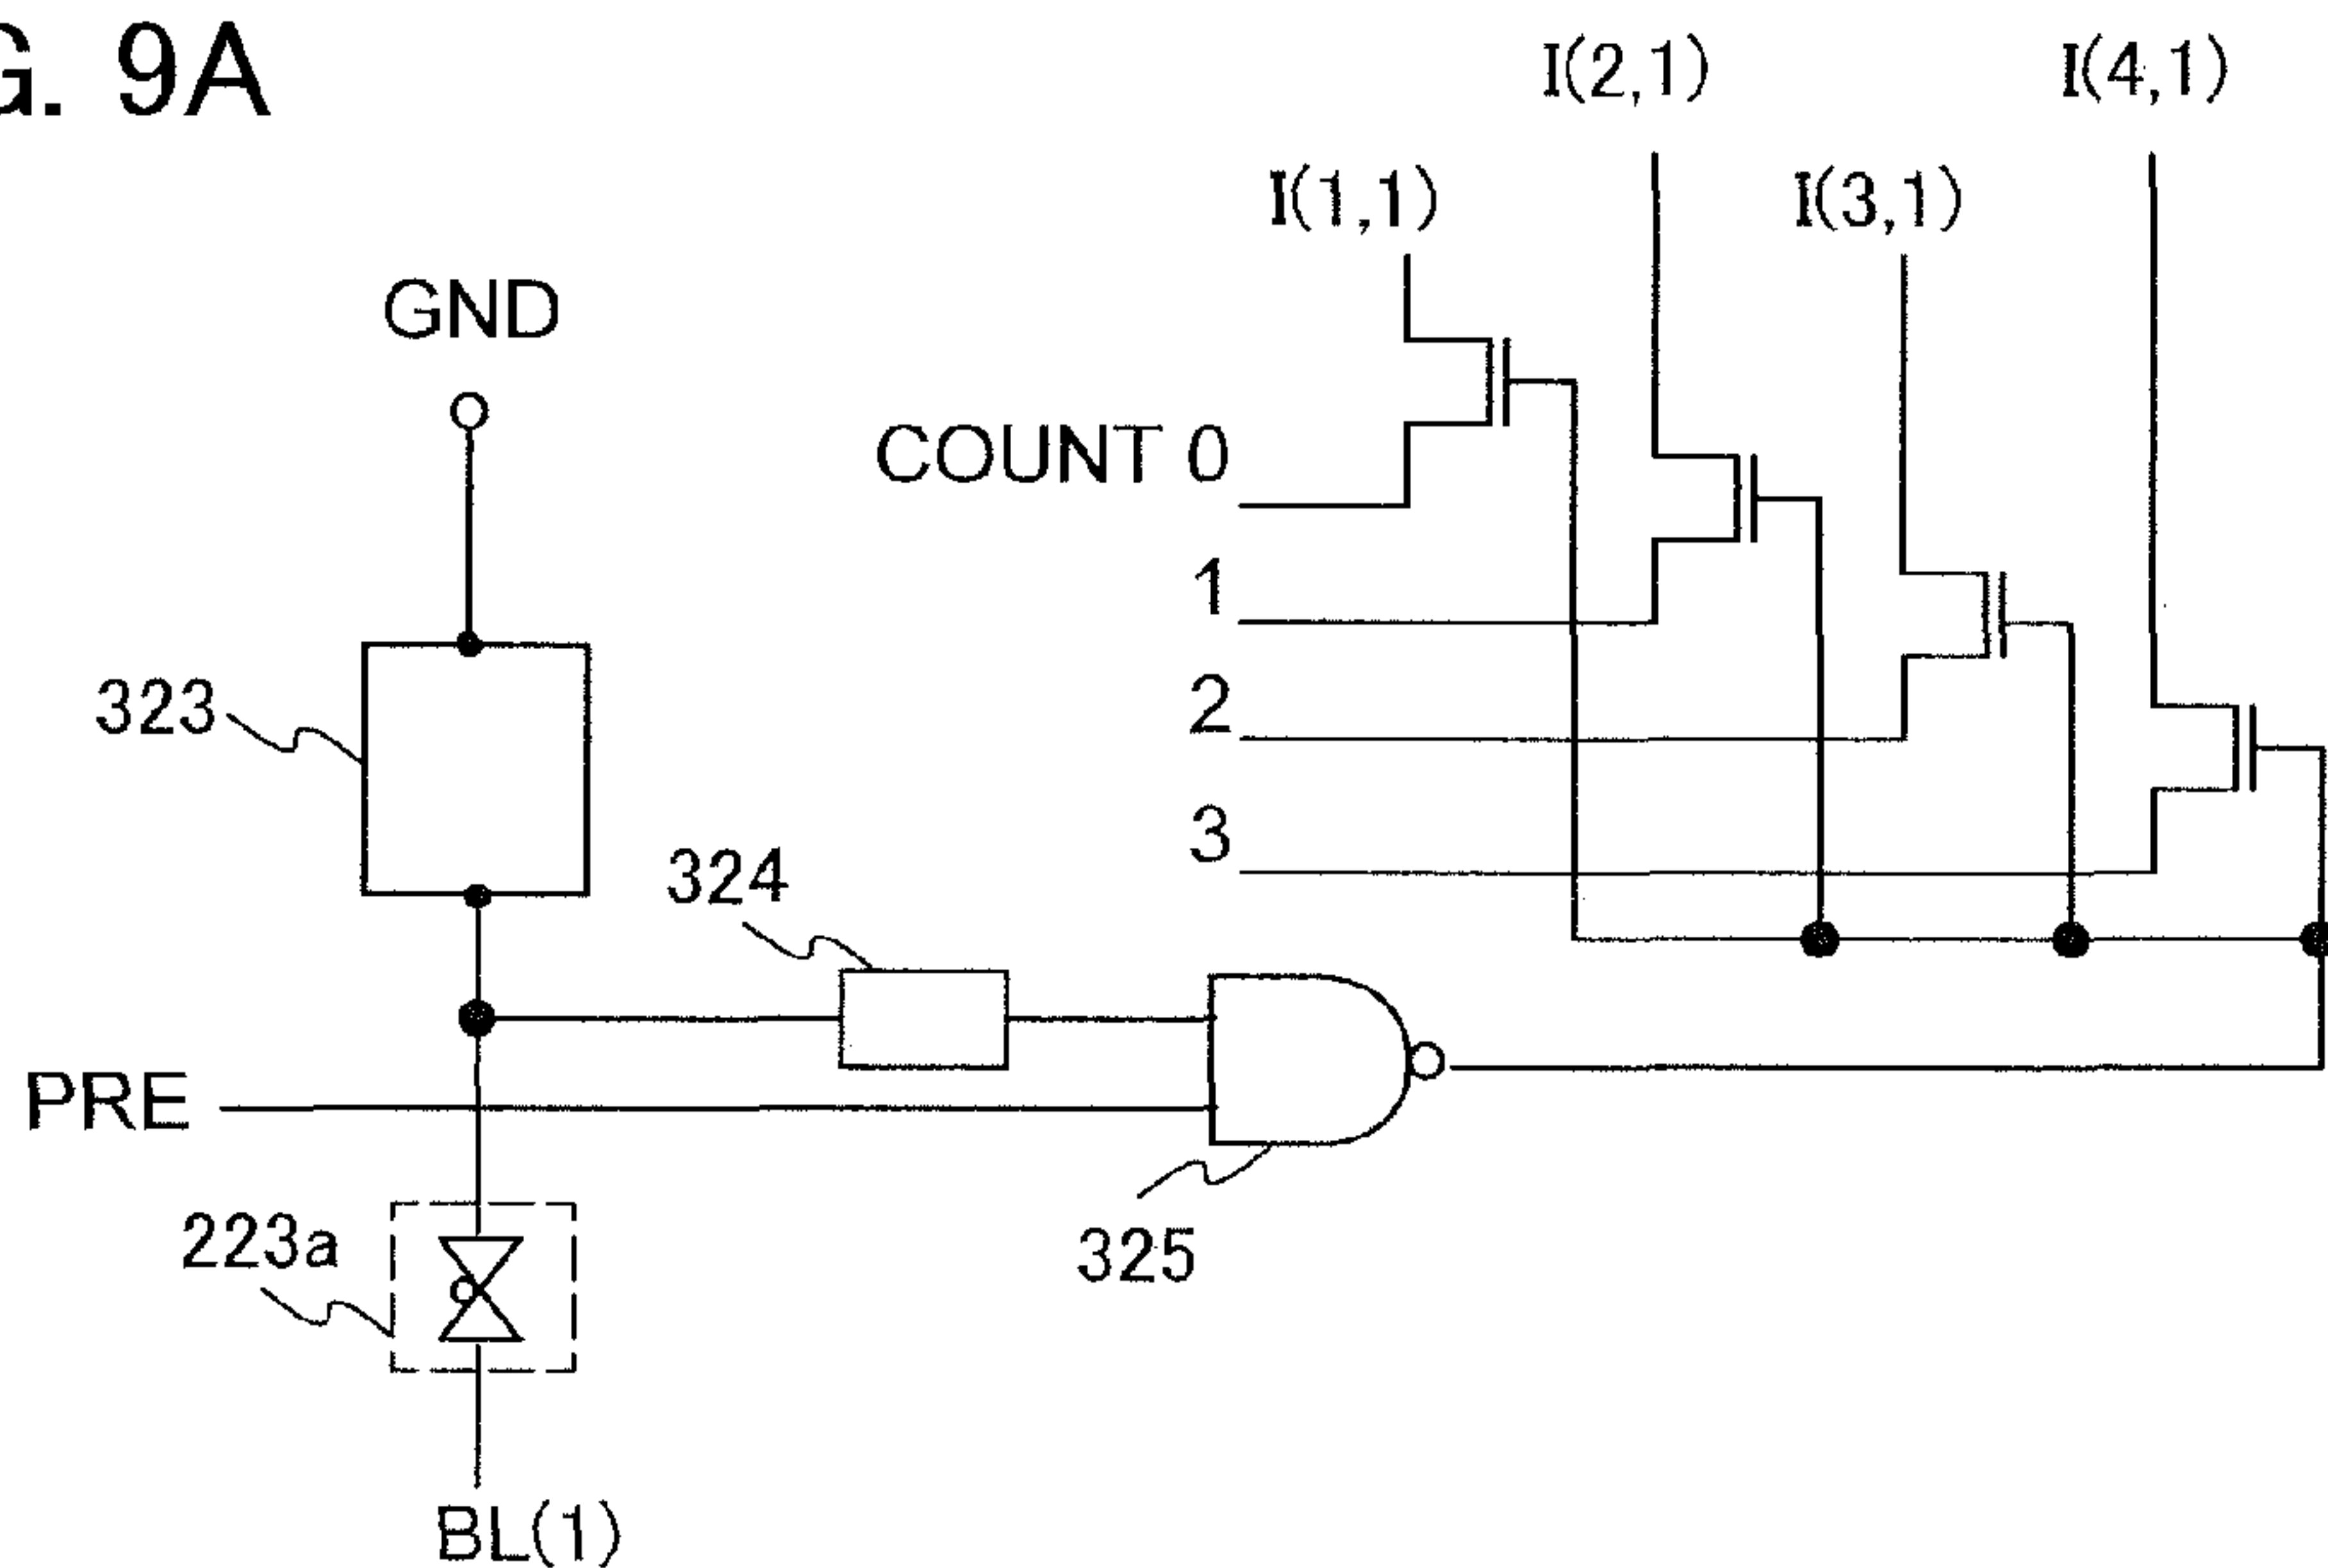 G. 9A
I(2,1)
I(4,1)
I(1,1)
I(3,1)
GND
COUNT 0
1
2
3
323
324
PRE
223a
325
BL(1)